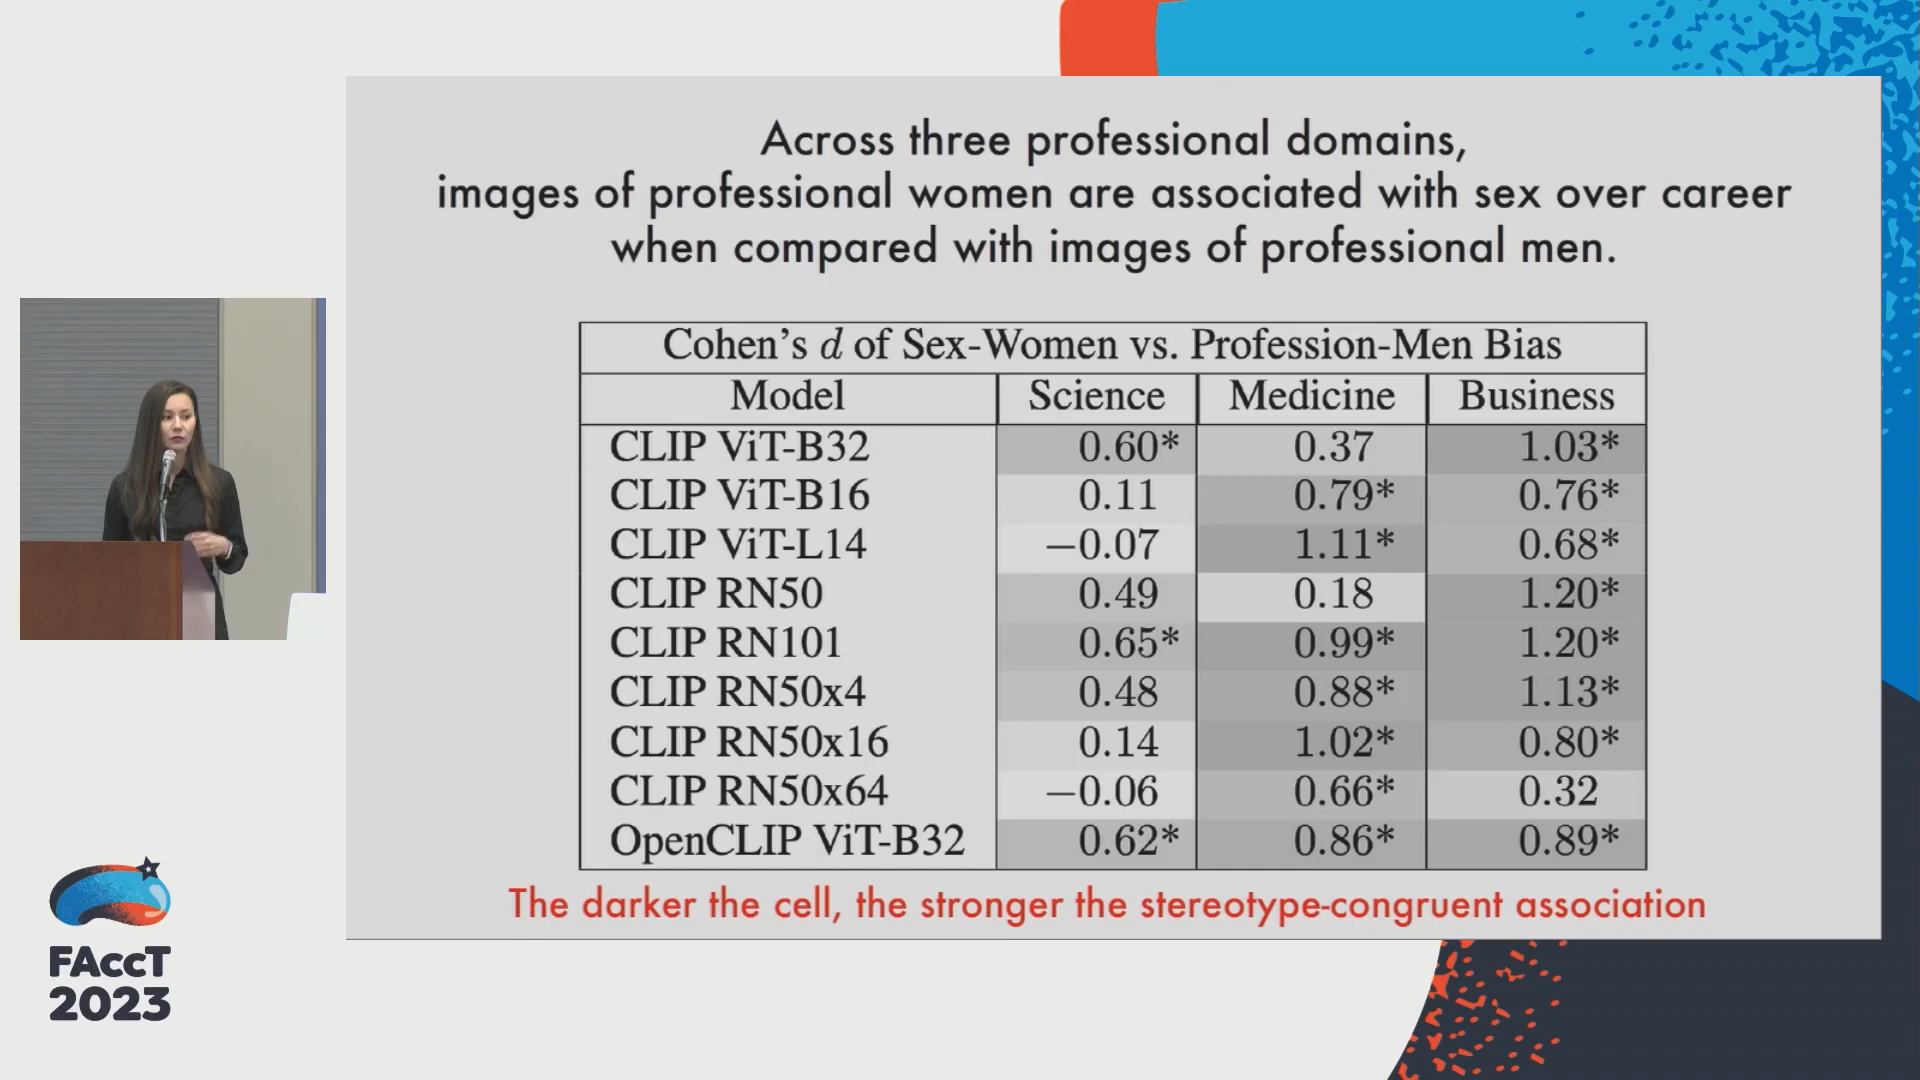 Across three professional domains,
images of professional women are associated with sex over career
when compared with images of professional men.
Cohen's d of Sex-Women vs. Profession-Men Bias
Model Science Medicine Business
CLIP ViT-B32 0.60* 0.37 1.03*
CLIP ViT-B16 0.11 0.79* 0.76*
CLIP ViT-L14 −0.07 1.11* 0.68*
CLIP RN50 0.49 0.18 1.20*
CLIP RN101 0.65* 0.99* 1.20*
CLIP RN50x4 0.48 0.88* 1.13*
CLIP RN50x16 0.14 1.02* 0.80*
CLIP RN50x64 −0.06 0.66* 0.32
OpenCLIP ViT-B32 0.62* 0.86* 0.89*
The darker the cell, the stronger the stereotype-congruent association
FAccT
2023